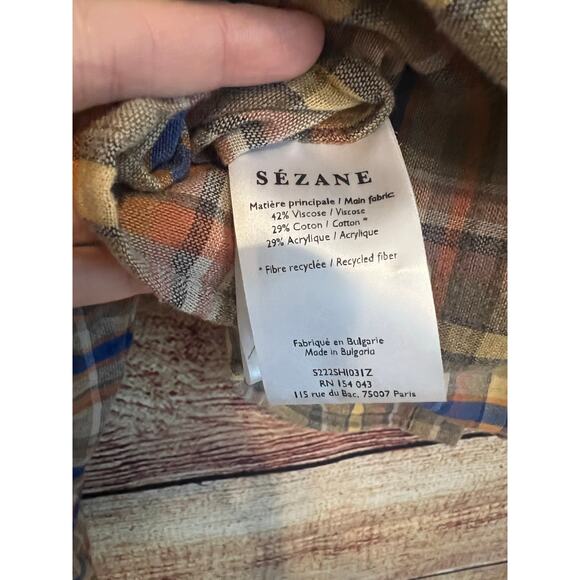 SÉZANE
Matière principale / Main fabric
42% Viscose / Viscose
29% Coton / Cotton *
29% Acrylique / Acrylique
* Fibre recyclée / Recycled fiber
Fabriqué en Bulgarie
Made in Bulgaria
S222SHI031Z
RN 154 043
115 rue du Bac, 75007 Paris